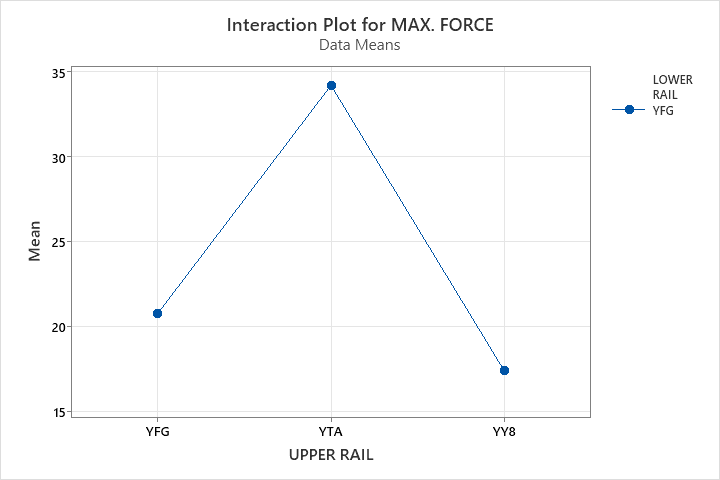 Interaction Plot for MAX. FORCE
Data Means
LOWER
RAIL
YFG
35
30
25
20
15
Mean
YFG YTA YY8
UPPER RAIL